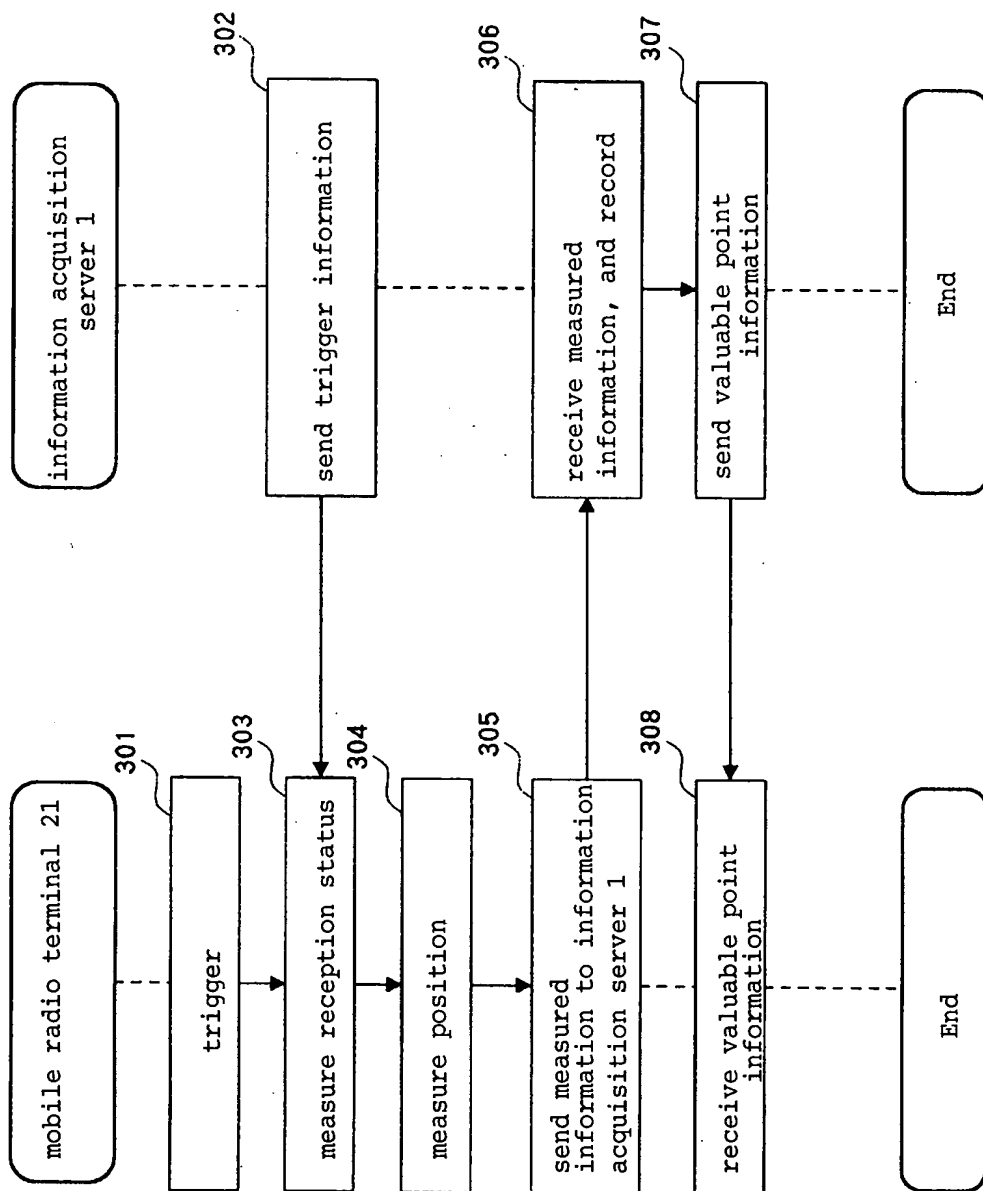 mobile radio terminal 21
301
trigger
303
measure reception status
304
measure position
305
send measured
information to information
acquisition server 1
308
receive valuable point
information
End
information acquisition
server 1
302
send trigger information
306
receive measured
information, and record
307
send valuable point
information
End